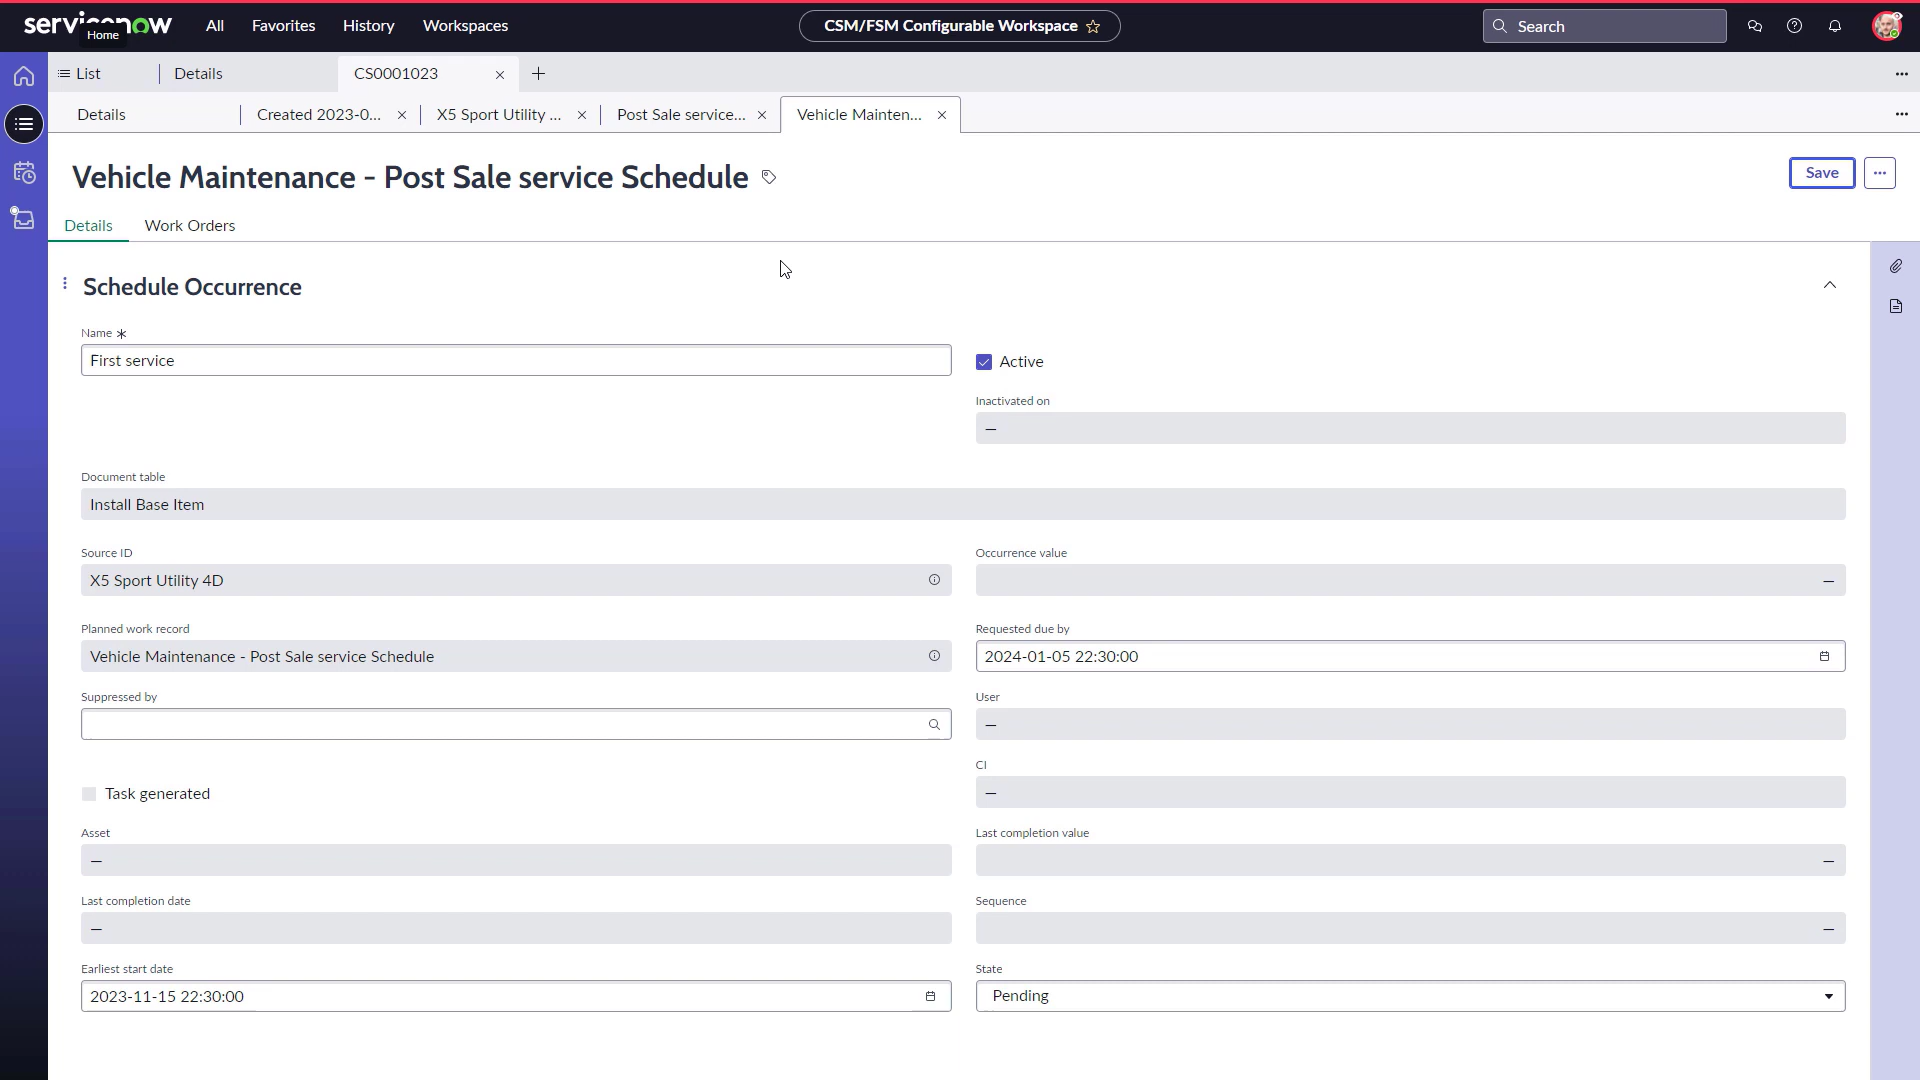 servicenow
Home
All
Favorites
History
Workspaces
CSM/FSM Configurable Workspace
Search
List
Details
CS0001023
Details
Created 2023-0...
X5 Sport Utility ...
Post Sale service...
Vehicle Mainten...
Vehicle Maintenance - Post Sale service Schedule
Save
Details
Work Orders
Schedule Occurrence
Name
First service
Active
Inactivated on
—
Document table
Install Base Item
Source ID
X5 Sport Utility 4D
Occurrence value
—
Planned work record
Vehicle Maintenance - Post Sale service Schedule
Requested due by
2024-01-05 22:30:00
Suppressed by
User
—
Task generated
CI
—
Asset
—
Last completion value
—
Last completion date
—
Sequence
—
Earliest start date
2023-11-15 22:30:00
State
Pending